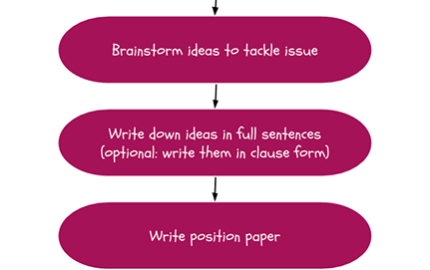 Brainstorm ideas to tackle issue
Write down ideas in full sentences
(optional: write them in clause form)
Write position paper